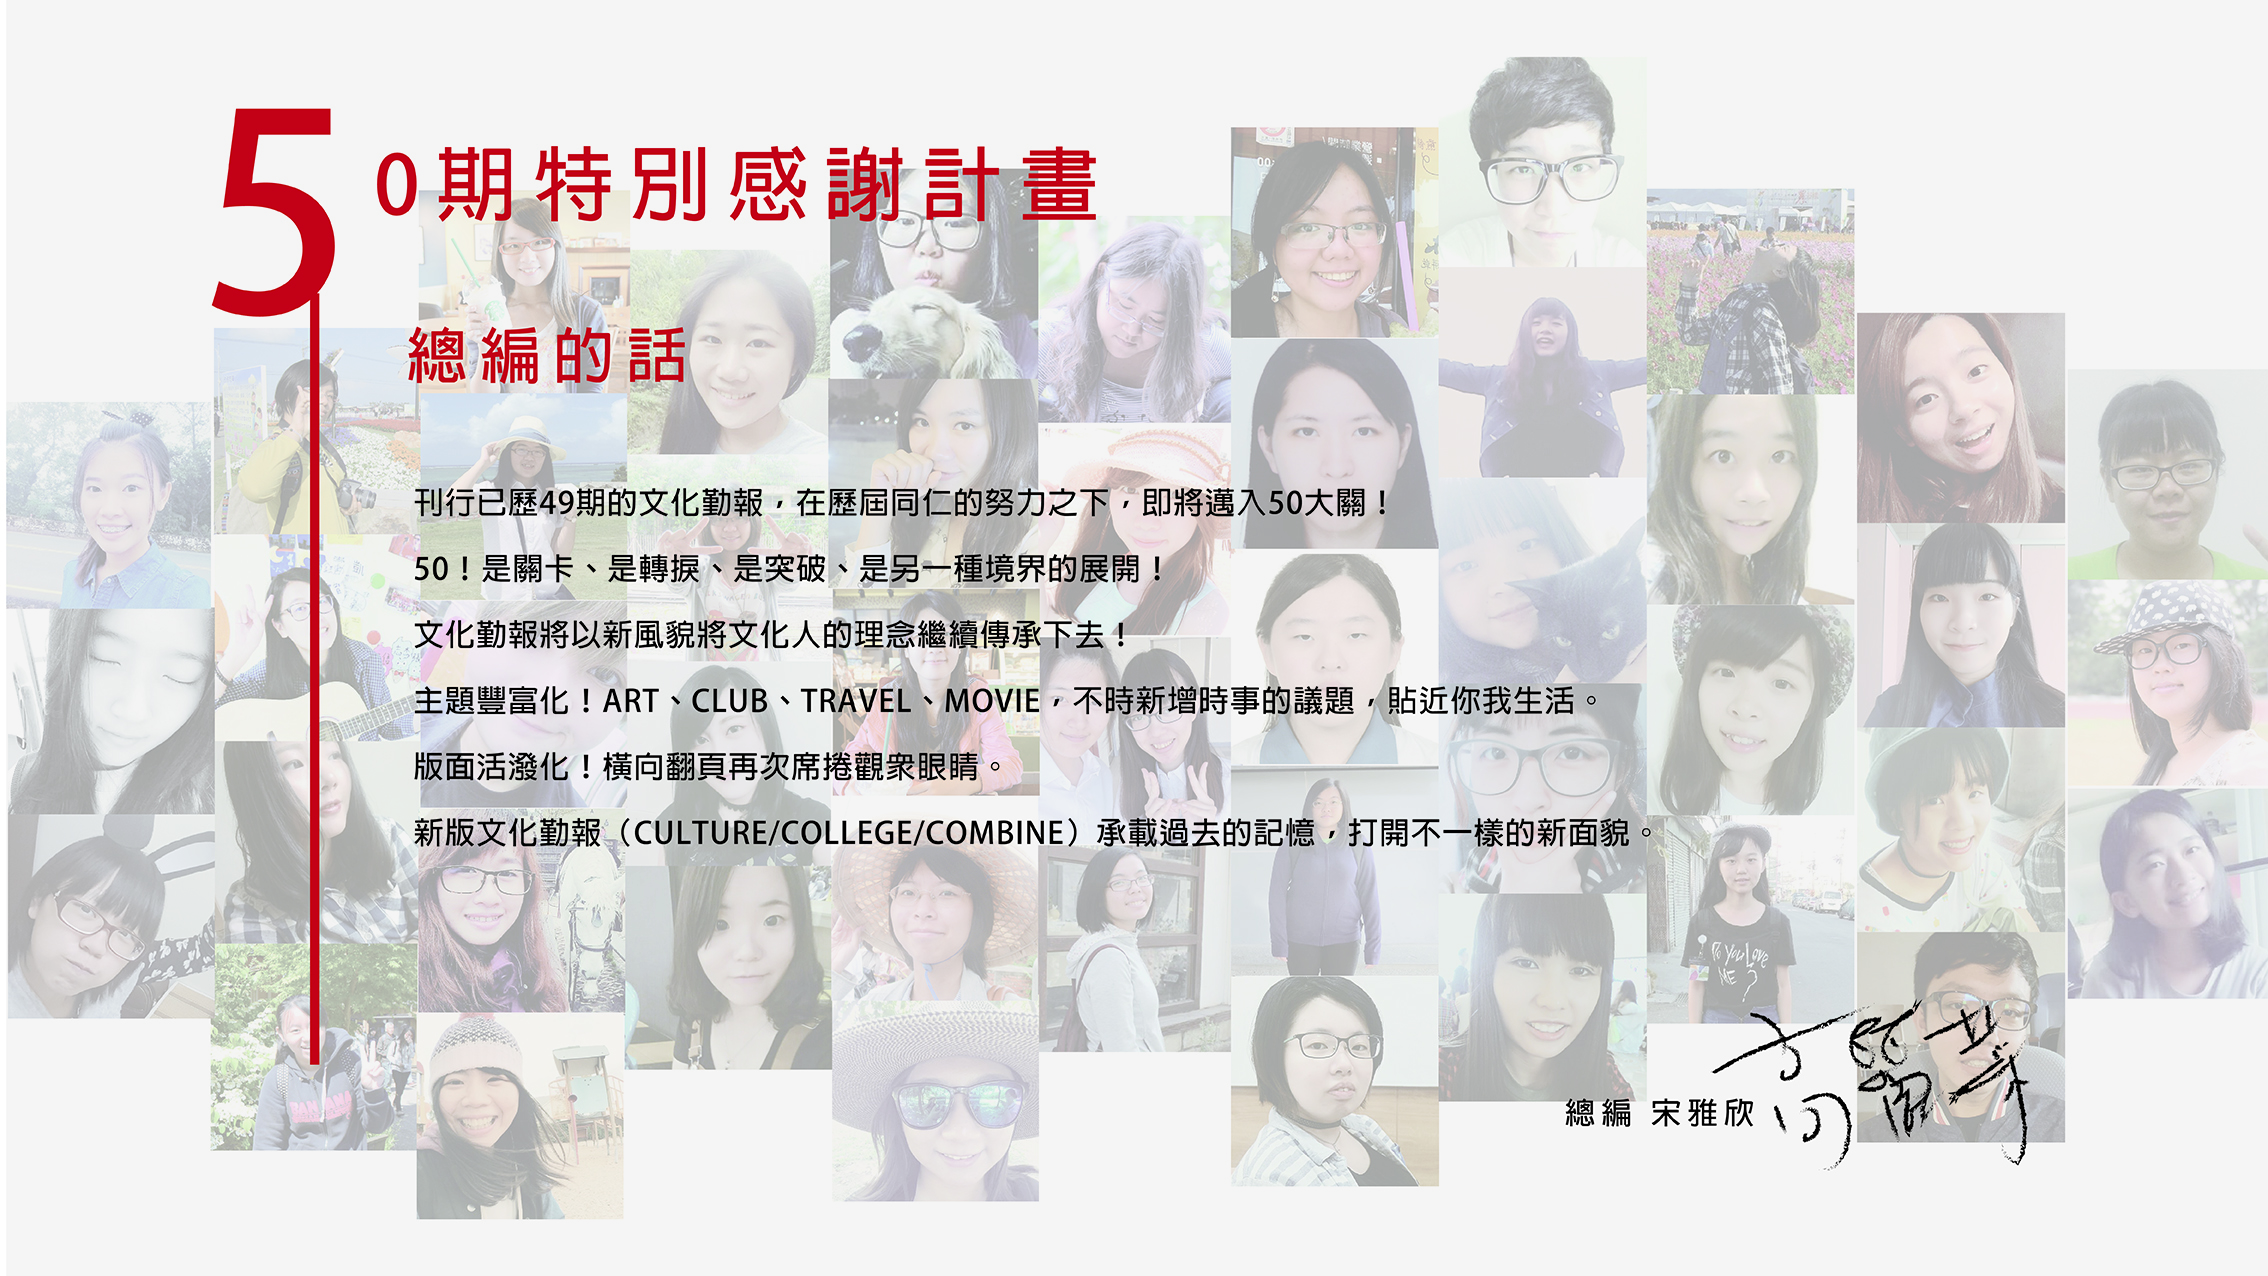 50期特別感謝計畫
總編的話
刊行已歷49期的文化勤報，在歷屆同仁的努力之下，即將邁入50大關！
50！是關卡、是轉捩、是突破、是另一種境界的展開！
文化勤報將以新風貌將文化人的理念繼續傳承下去！
主題豐富化！ART、CLUB、TRAVEL、MOVIE，不時新增時事的議題，貼近你我生活。
版面活潑化！橫向翻頁再次席捲觀眾眼睛。
新版文化勤報（CULTURE/COLLEGE/COMBINE）承載過去的記憶，打開不一樣的新面貌。
Do You Love
ME ?
總編 宋雅欣